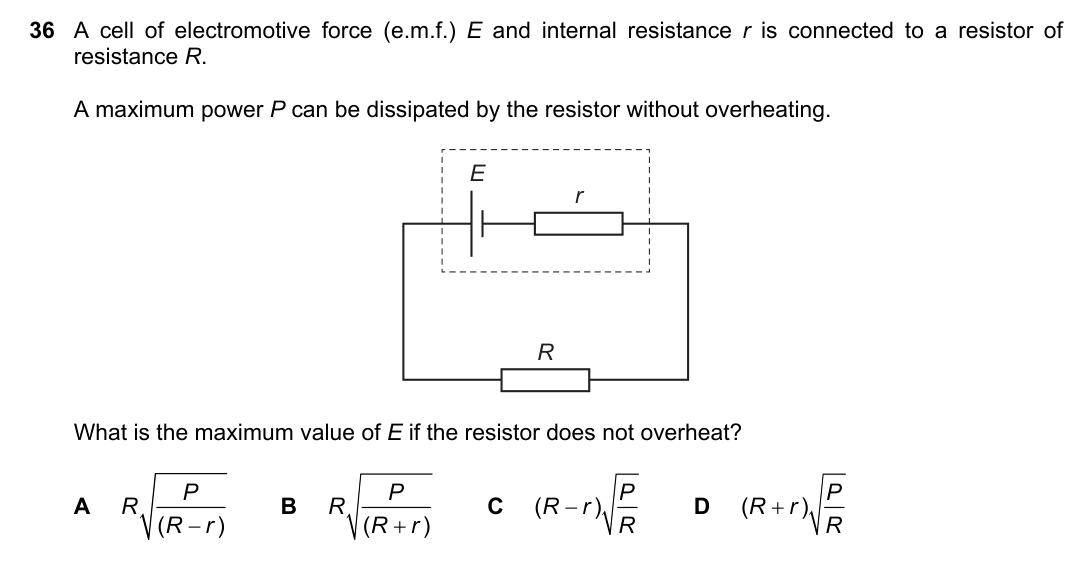 36 A cell of electromotive force (e.m.f.) E and internal resistance r is connected to a resistor of
resistance R.
A maximum power P can be dissipated by the resistor without overheating.
E
r
R
What is the maximum value of E if the resistor does not overheat?
A R√(P/(R – r)) B R√(P/(R + r)) C (R – r)√(P/R) D (R + r)√(P/R)